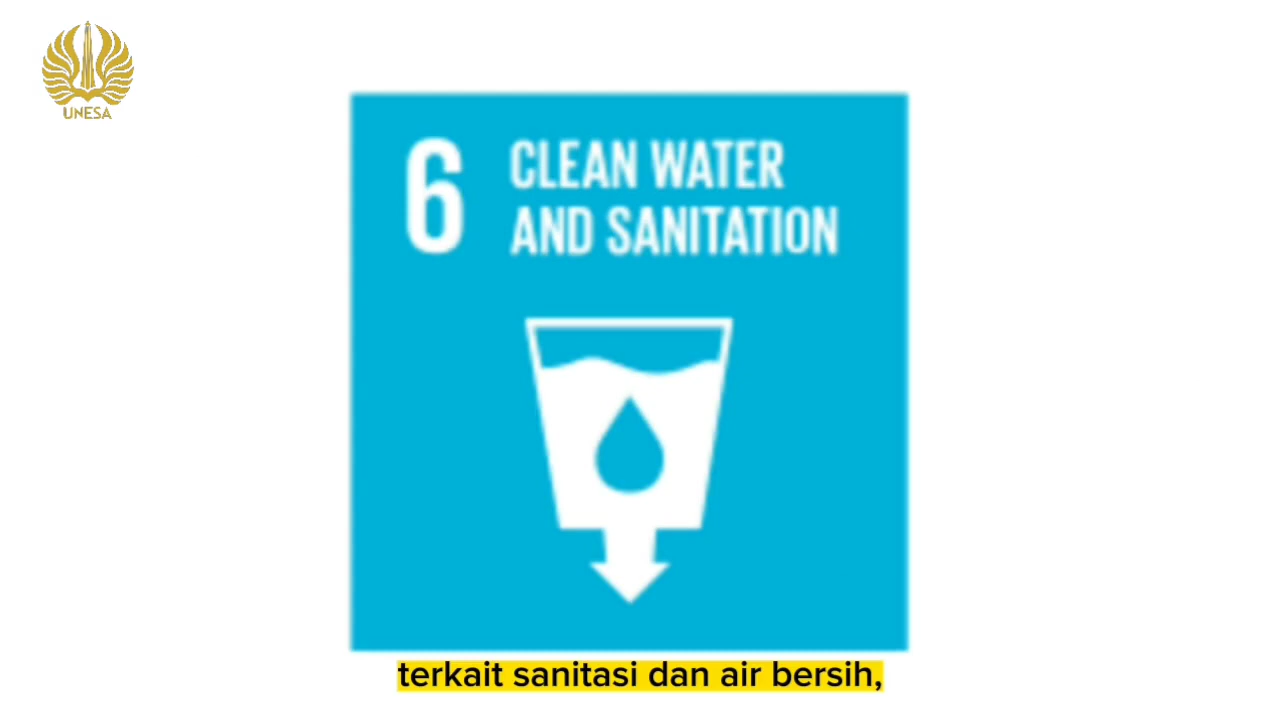 UNESA
6
CLEAN WATER
AND SANITATION
terkait sanitasi dan air bersih,